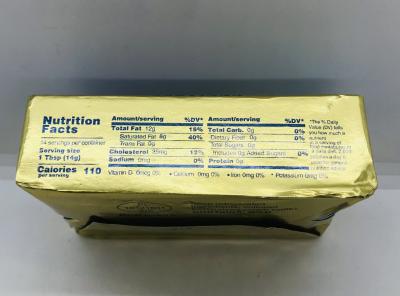 Nutrition
Facts
servings per container
Serving size
1 Tbsp (14g)
Calories 110
per serving
Amount/serving %DV*
Total Fat 12g 15%
Saturated Fat 8g 40%
Trans Fat 0g
Cholesterol 35mg 12%
Sodium 0mg 0%
Amount/serving %DV*
Total Carb. 0g 0%
Dietary Fiber 0g 0%
Total Sugars 0g
Includes 0g Added Sugars 0%
Protein 0g
Vitamin D 0mcg 0% • Calcium 0mg 0% • Iron 0mg 0% • Potassium 0mg 0%
*The % Daily
Value (DV) tells
you how much a
nutrient
in a serving of